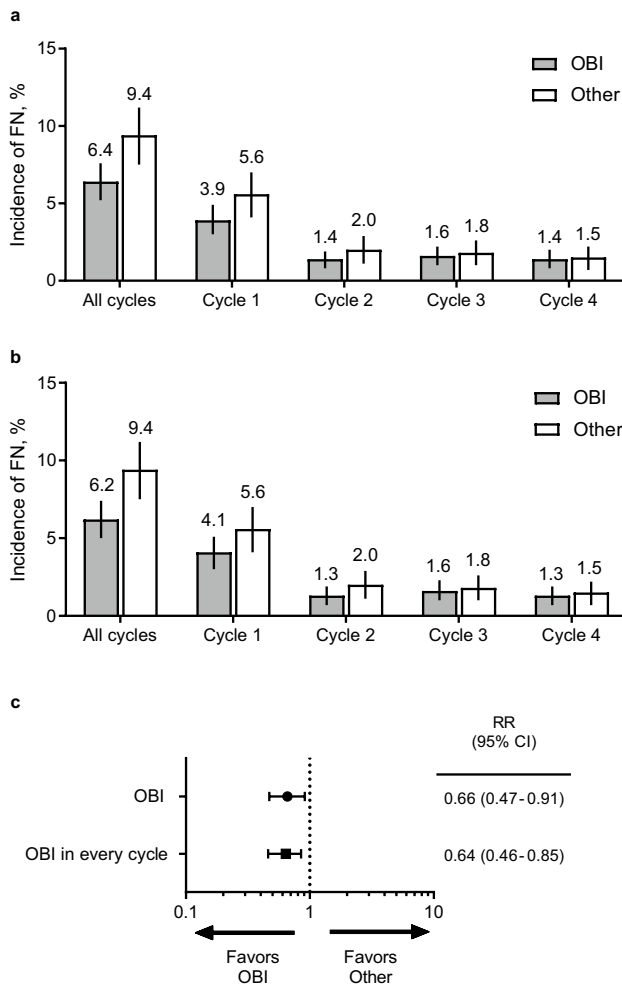 a
Incidence of FN, %
15
10
5
0
OBI
Other
6.4
9.4
3.9
5.6
1.4
2.0
1.6
1.8
1.4
1.5
All cycles
Cycle 1
Cycle 2
Cycle 3
Cycle 4
b
Incidence of FN, %
15
10
5
0
OBI
Other
6.2
9.4
4.1
5.6
1.3
2.0
1.6
1.8
1.3
1.5
All cycles
Cycle 1
Cycle 2
Cycle 3
Cycle 4
c
RR
(95% CI)
OBI
0.66 (0.47-0.91)
OBI in every cycle
0.64 (0.46-0.85)
0.1
1
10
Favors
OBI
Favors
Other